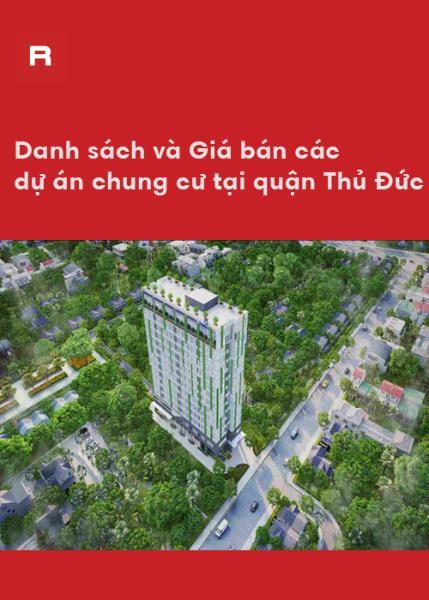 R
Danh sách và Giá bán các
dự án chung cư tại quận Thủ Đức